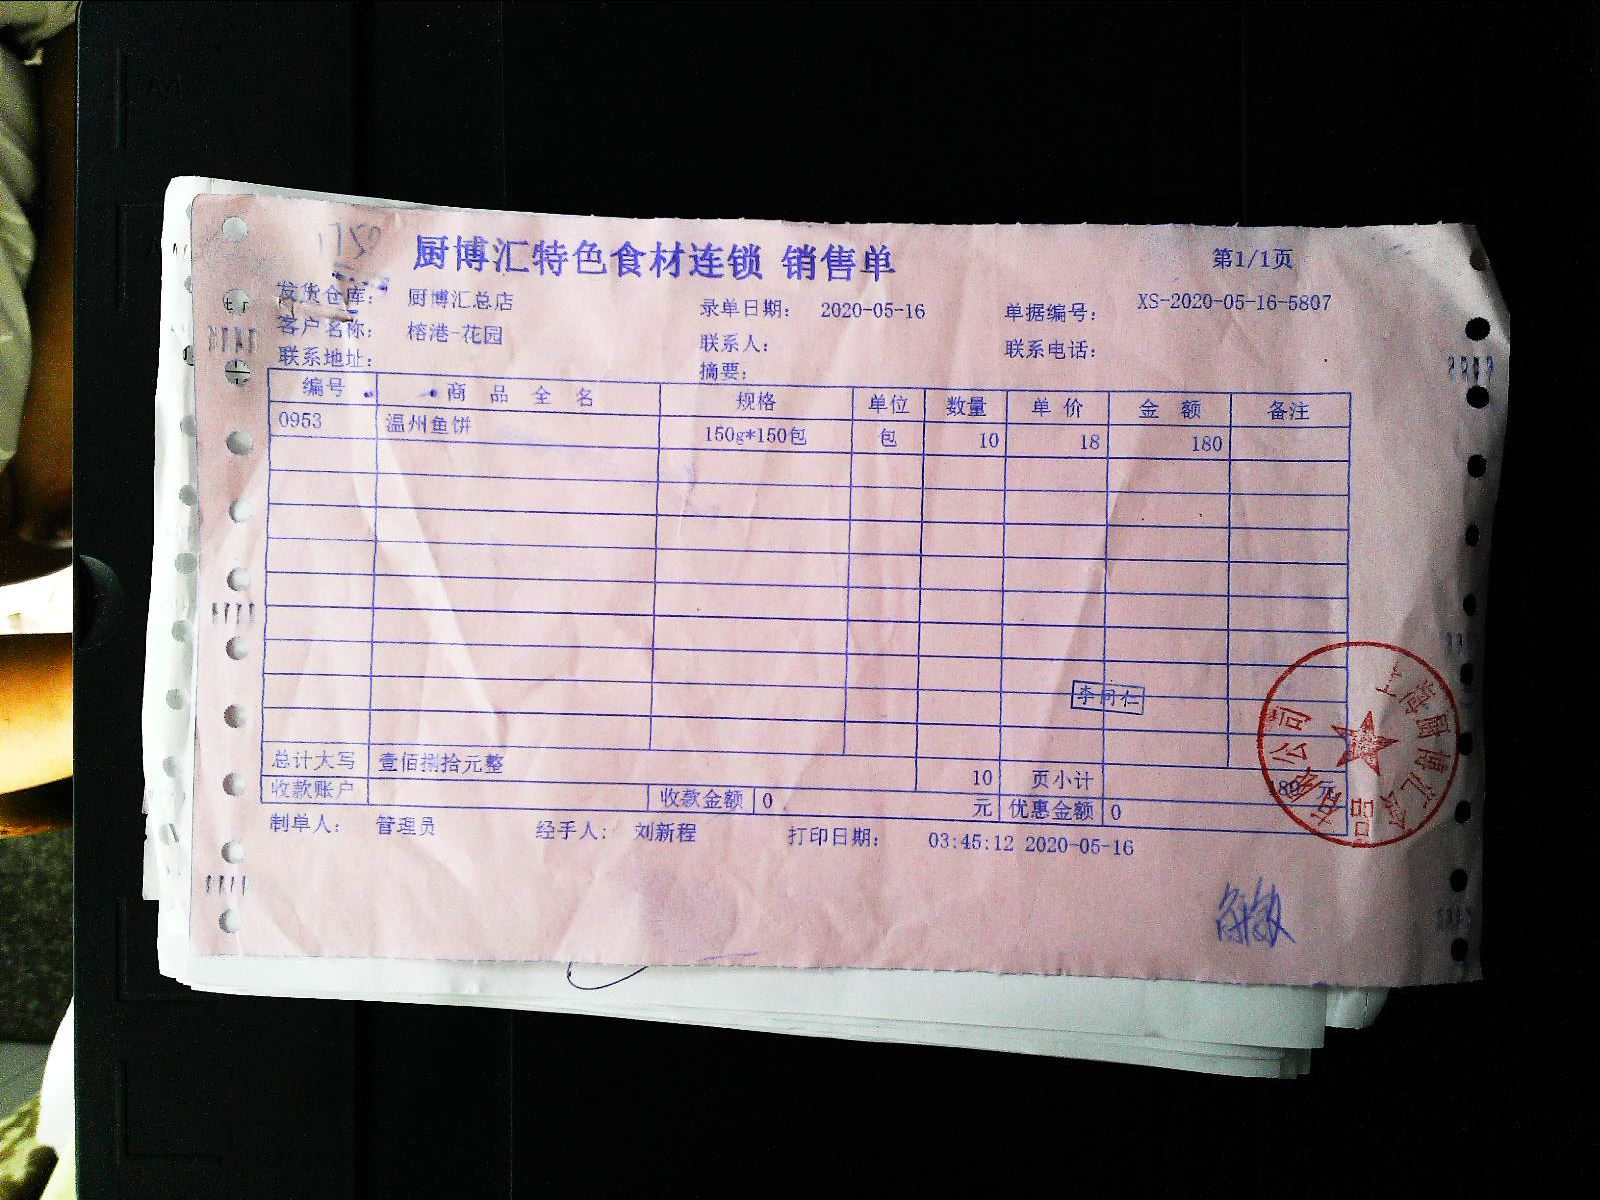 1750
厨博汇特色食材连锁 销售单
第1/1页
发货仓库: 厨博汇总店 录单日期: 2020-05-16 单据编号: XS-2020-05-16-5807
客户名称: 榕港-花园 联系人: 联系电话:
联系地址: 摘要:
编号 商品全名 规格 单位 数量 单价 金额 备注
0953 温州鱼饼 150g*150包 包 10 18 180
总计大写 壹佰捌拾元整 10 页小计 180 元
收款账户 收款金额 0 元 优惠金额 0
制单人: 管理员 经手人: 刘新程 打印日期: 03:45:12 2020-05-16